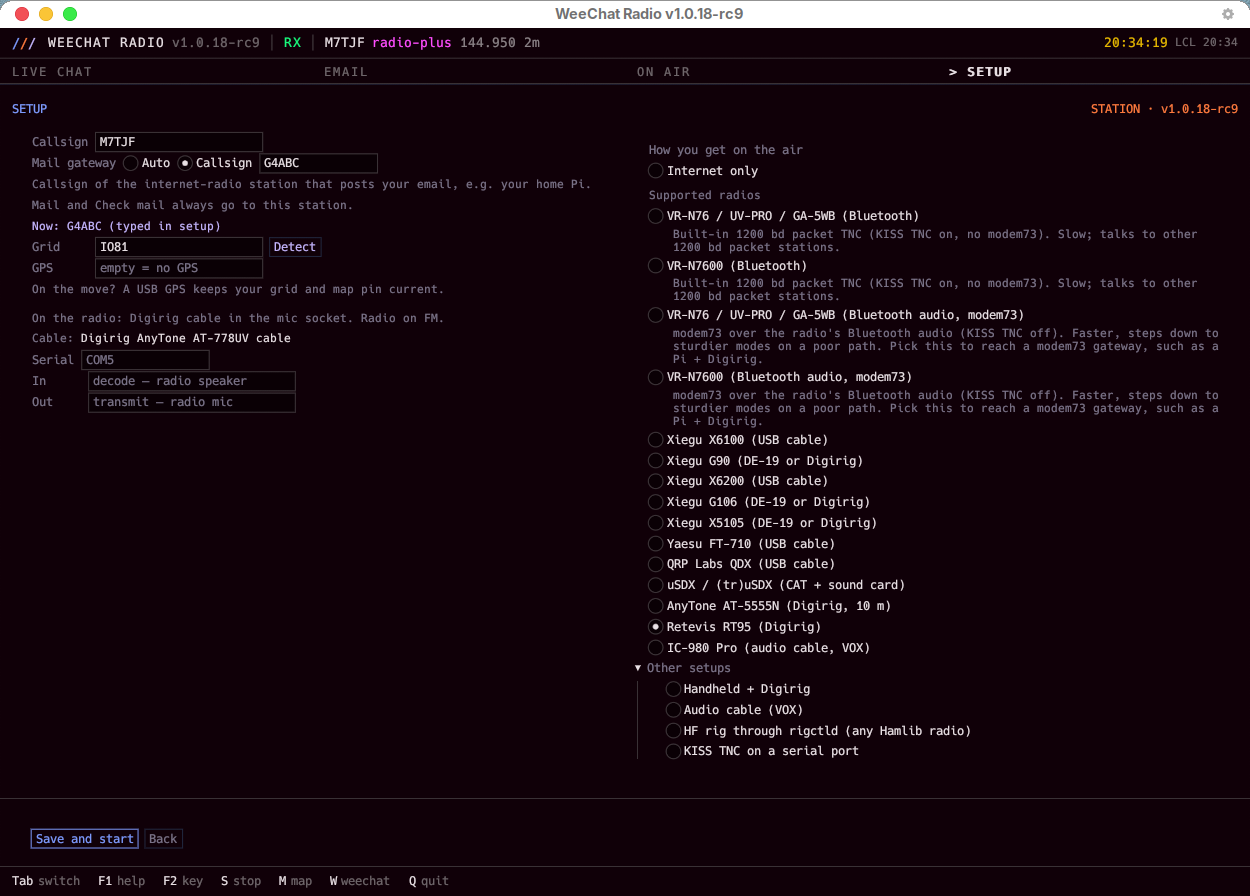 WeeChat Radio v1.0.18-rc9
/// WEECHAT RADIO v1.0.18-rc9 | RX | M7TJF radio-plus 144.950 2m 20:34:19 LCL 20:34
LIVE CHAT EMAIL ON AIR > SETUP
SETUP STATION · v1.0.18-rc9
Callsign M7TJF
Mail gateway Auto Callsign G4ABC
Callsign of the internet-radio station that posts your email, e.g. your home Pi.
Mail and Check mail always go to this station.
Now: G4ABC (typed in setup)
Grid IO81 Detect
GPS empty = no GPS
On the move? A USB GPS keeps your grid and map pin current.
On the radio: Digirig cable in the mic socket. Radio on FM.
Cable: Digirig AnyTone AT-778UV cable
Serial COM5
In decode — radio speaker
Out transmit — radio mic
How you get on the air
Internet only
Supported radios
VR-N76 / UV-PRO / GA-5WB (Bluetooth)
Built-in 1200 bd packet TNC (KISS TNC on, no modem73). Slow; talks to other
1200 bd packet stations.
VR-N7600 (Bluetooth)
Built-in 1200 bd packet TNC (KISS TNC on, no modem73). Slow; talks to other
1200 bd packet stations.
VR-N76 / UV-PRO / GA-5WB (Bluetooth audio, modem73)
modem73 over the radio's Bluetooth audio (KISS TNC off). Faster, steps down to
sturdier modes on a poor path. Pick this to reach a modem73 gateway, such as a
Pi + Digirig.
VR-N7600 (Bluetooth audio, modem73)
modem73 over the radio's Bluetooth audio (KISS TNC off). Faster, steps down to
sturdier modes on a poor path. Pick this to reach a modem73 gateway, such as a
Pi + Digirig.
Xiegu X6100 (USB cable)
Xiegu G90 (DE-19 or Digirig)
Xiegu X6200 (USB cable)
Xiegu G106 (DE-19 or Digirig)
Xiegu X5105 (DE-19 or Digirig)
Yaesu FT-710 (USB cable)
QRP Labs QDX (USB cable)
uSDX / (tr)uSDX (CAT + sound card)
AnyTone AT-5555N (Digirig, 10 m)
Retevis RT95 (Digirig)
IC-980 Pro (audio cable, VOX)
▼ Other setups
Handheld + Digirig
Audio cable (VOX)
HF rig through rigctld (any Hamlib radio)
KISS TNC on a serial port
Save and start Back
Tab switch F1 help F2 key S stop M map W weechat Q quit